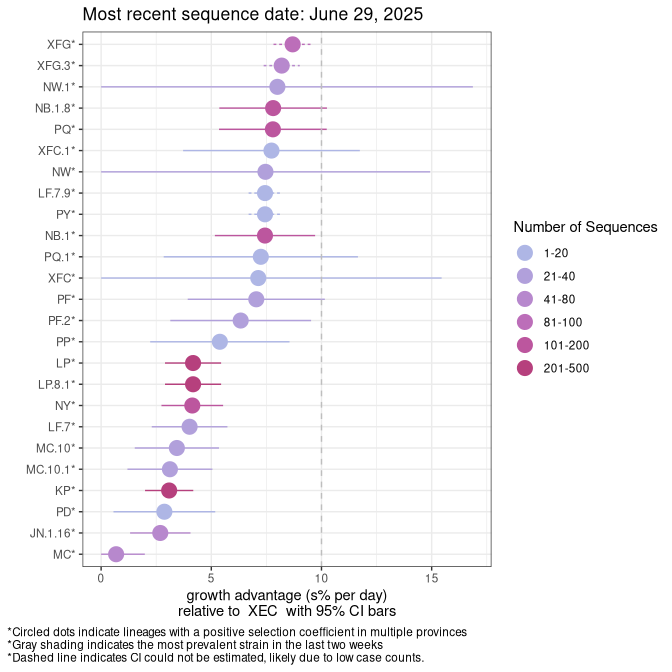 Most recent sequence date: June 29, 2025
XFG*
XFG.3*
NW.1*
NB.1.8*
PQ*
XFC.1*
NW*
LF.7.9*
PY*
NB.1*
PQ.1*
XFC*
PF*
PF.2*
PP*
LP*
LP.8.1*
NY*
LF.7*
MC.10*
MC.10.1*
KP*
PD*
JN.1.16*
MC*
0 5 10 15
growth advantage (s% per day)
relative to XEC with 95% CI bars
Number of Sequences
1-20
21-40
41-80
81-100
101-200
201-500
*Circled dots indicate lineages with a positive selection coefficient in multiple provinces
*Gray shading indicates the most prevalent strain in the last two weeks
*Dashed line indicates CI could not be estimated, likely due to low case counts.